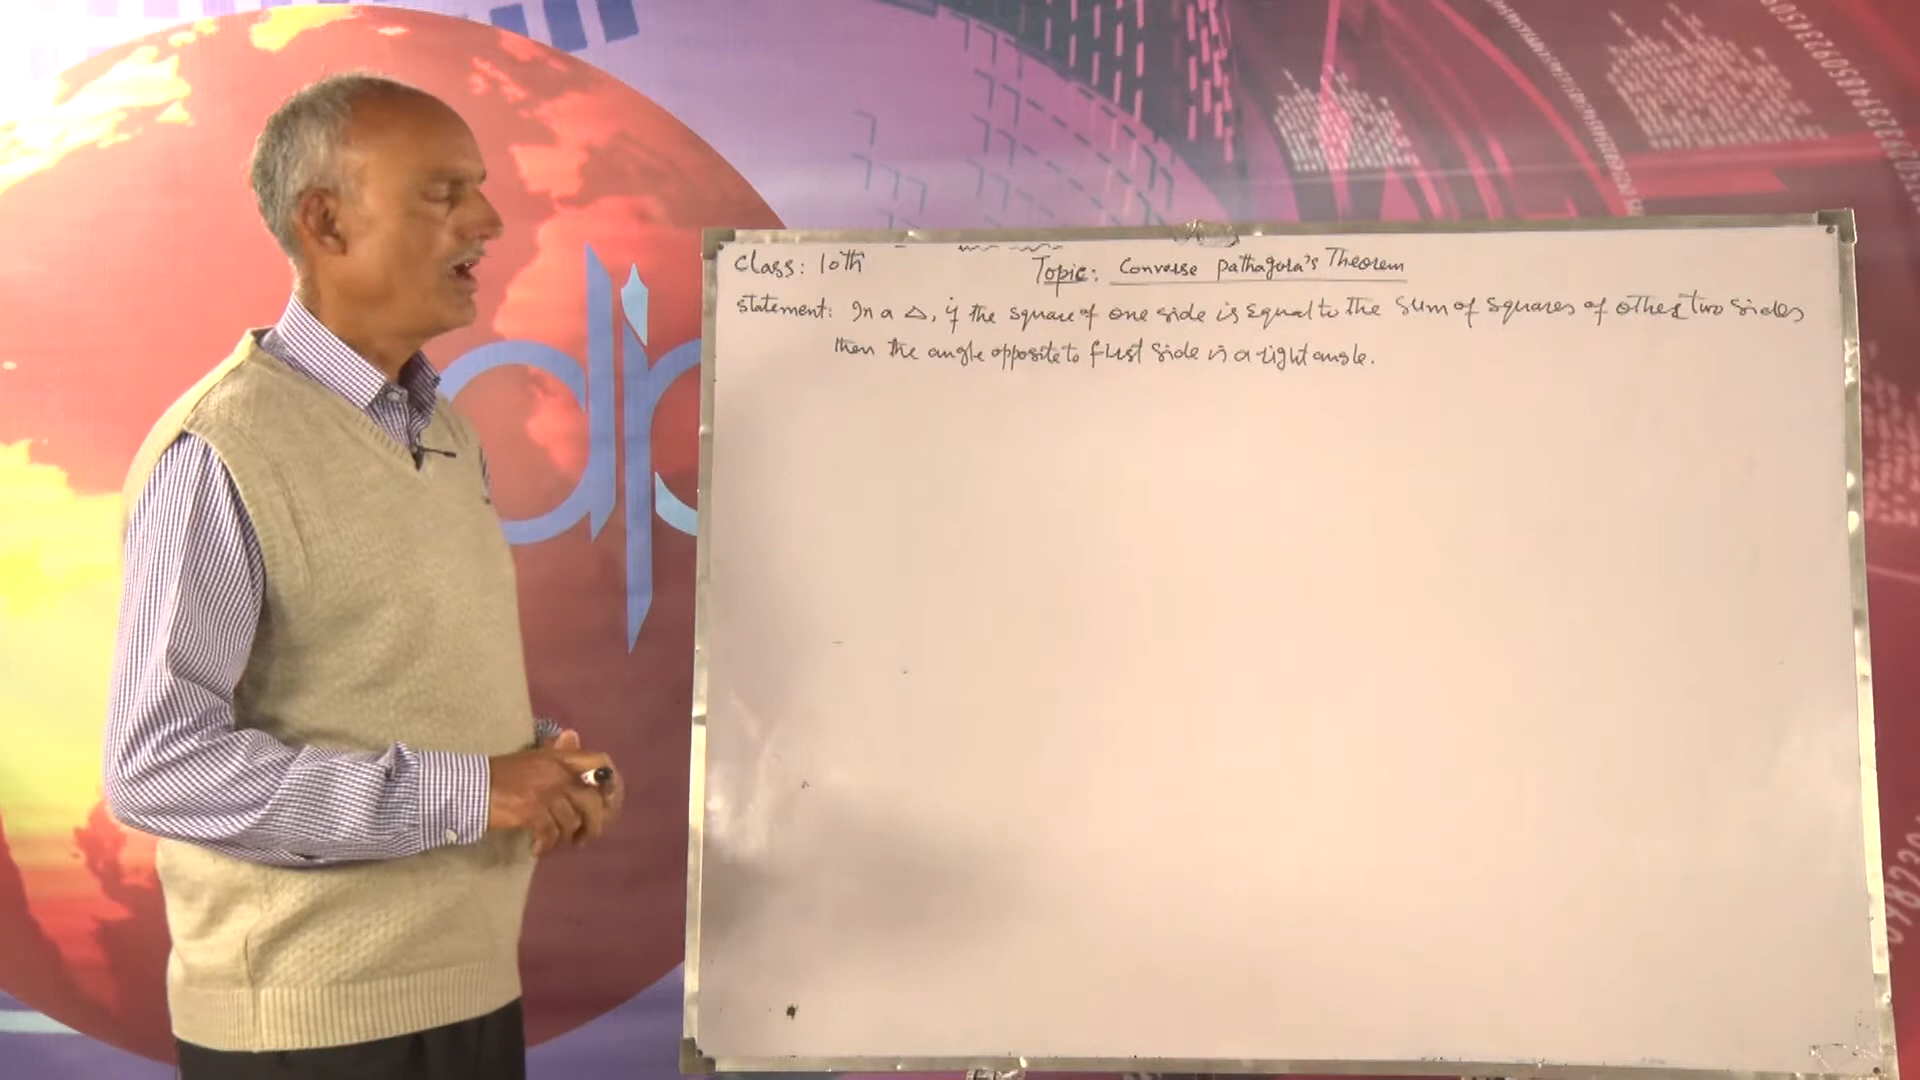 Class: 10th Topic: Converse pathagora's Theorem
statement: In a △, if the square of one side is equal to the sum of squares of other two sides
then the angle opposite to first side is a right angle.